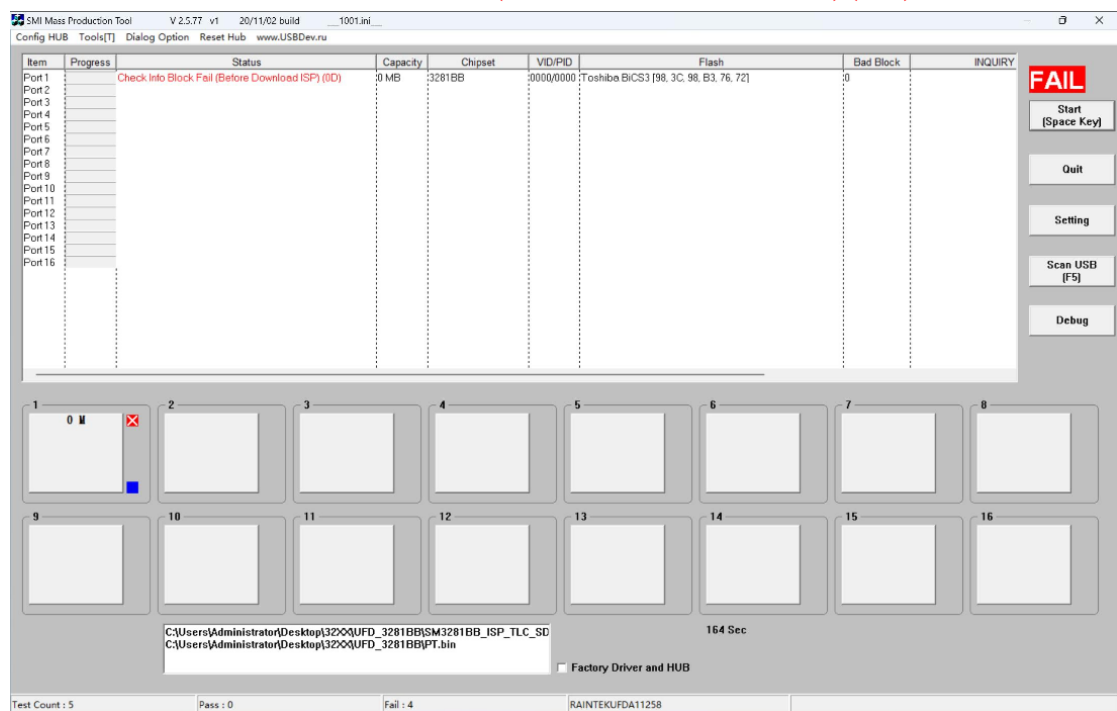 SMI Mass Production Tool V 2.5.77 v1 20/11/02 build __1001.ini__
Config HUB Tools[T] Dialog Option Reset Hub www.USBDev.ru
Item Progress Status Capacity Chipset VID/PID Flash Bad Block INQUIRY
Port 1 Check Info Block Fail (Before Download ISP) (0D) 0 MB 3281BB 0000/0000 Toshiba BiCS3 [98, 3C, 98, B3, 76, 72] 0
Port 2
Port 3
Port 4
Port 5
Port 6
Port 7
Port 8
Port 9
Port 10
Port 11
Port 12
Port 13
Port 14
Port 15
Port 16
FAIL
Start
(Space Key)
Quit
Setting
Scan USB
(F5)
Debug
1 2 3 4 5 6 7 8
0 M
9 10 11 12 13 14 15 16
C:\Users\Administrator\Desktop\32XX\UFD_3281BB\SM3281BB_ISP_TLC_SD
C:\Users\Administrator\Desktop\32XX\UFD_3281BB\PT.bin
164 Sec
Factory Driver and HUB
Test Count : 5 Pass : 0 Fail : 4 RAINTEKUFDA11258